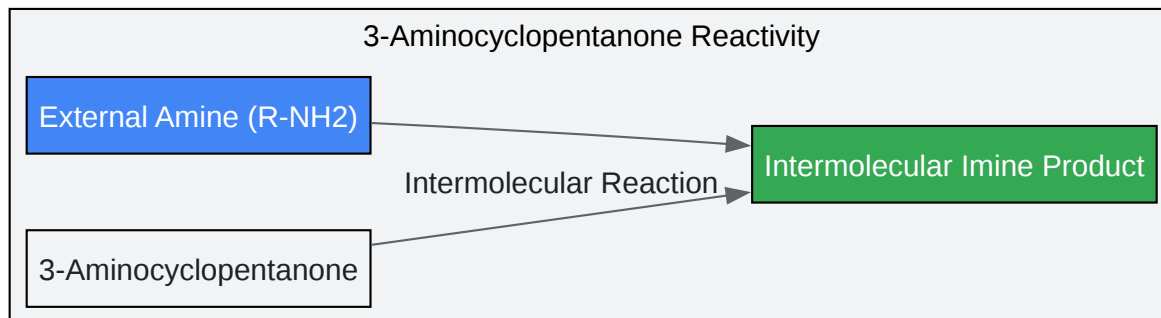 3-Aminocyclopentanone Reactivity
External Amine (R-NH2)
Intermolecular Imine Product
Intermolecular Reaction
3-Aminocyclopentanone